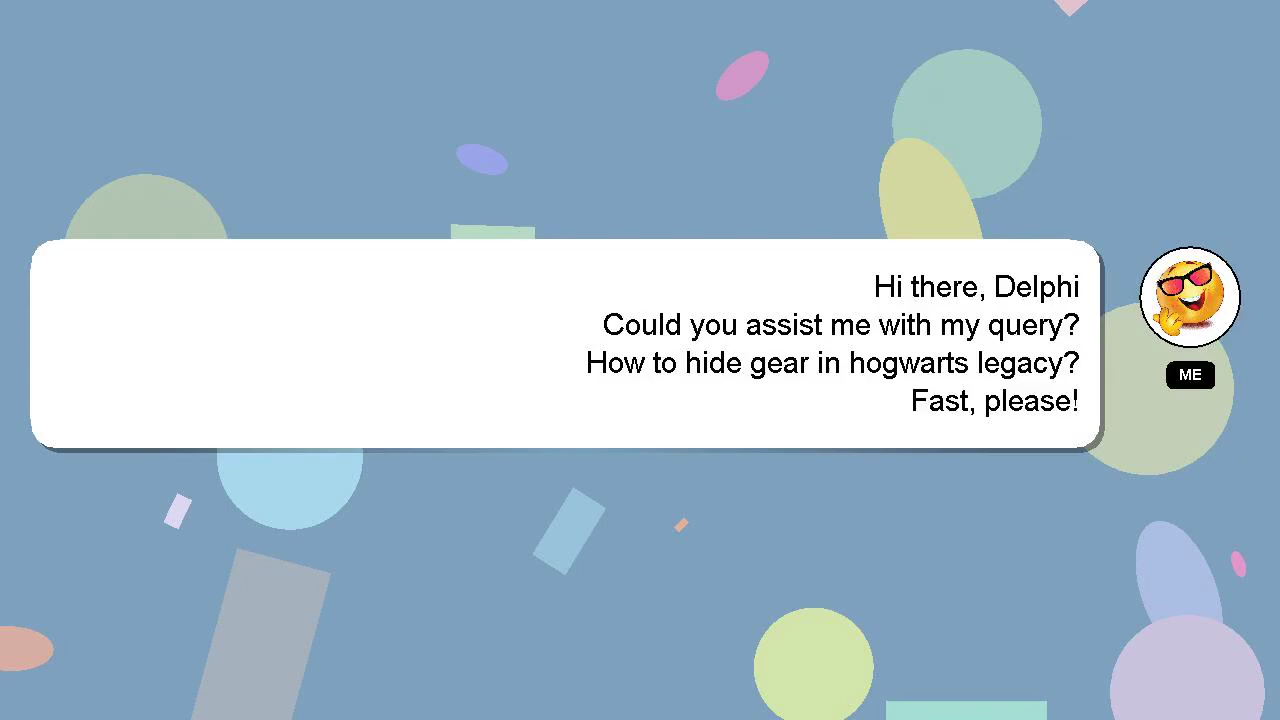 Hi there, Delphi
Could you assist me with my query?
How to hide gear in hogwarts legacy?
Fast, please!
ME